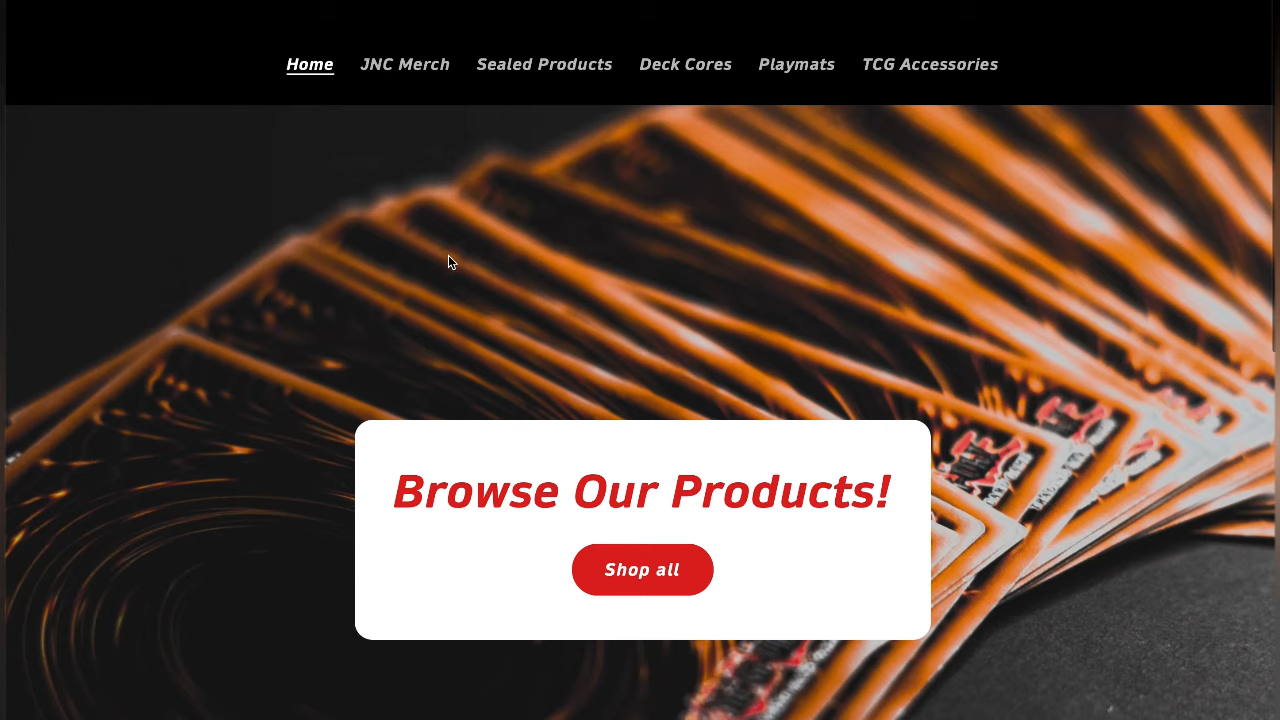 Home JNC Merch Sealed Products Deck Cores Playmats TCG Accessories
Browse Our Products!
Shop all